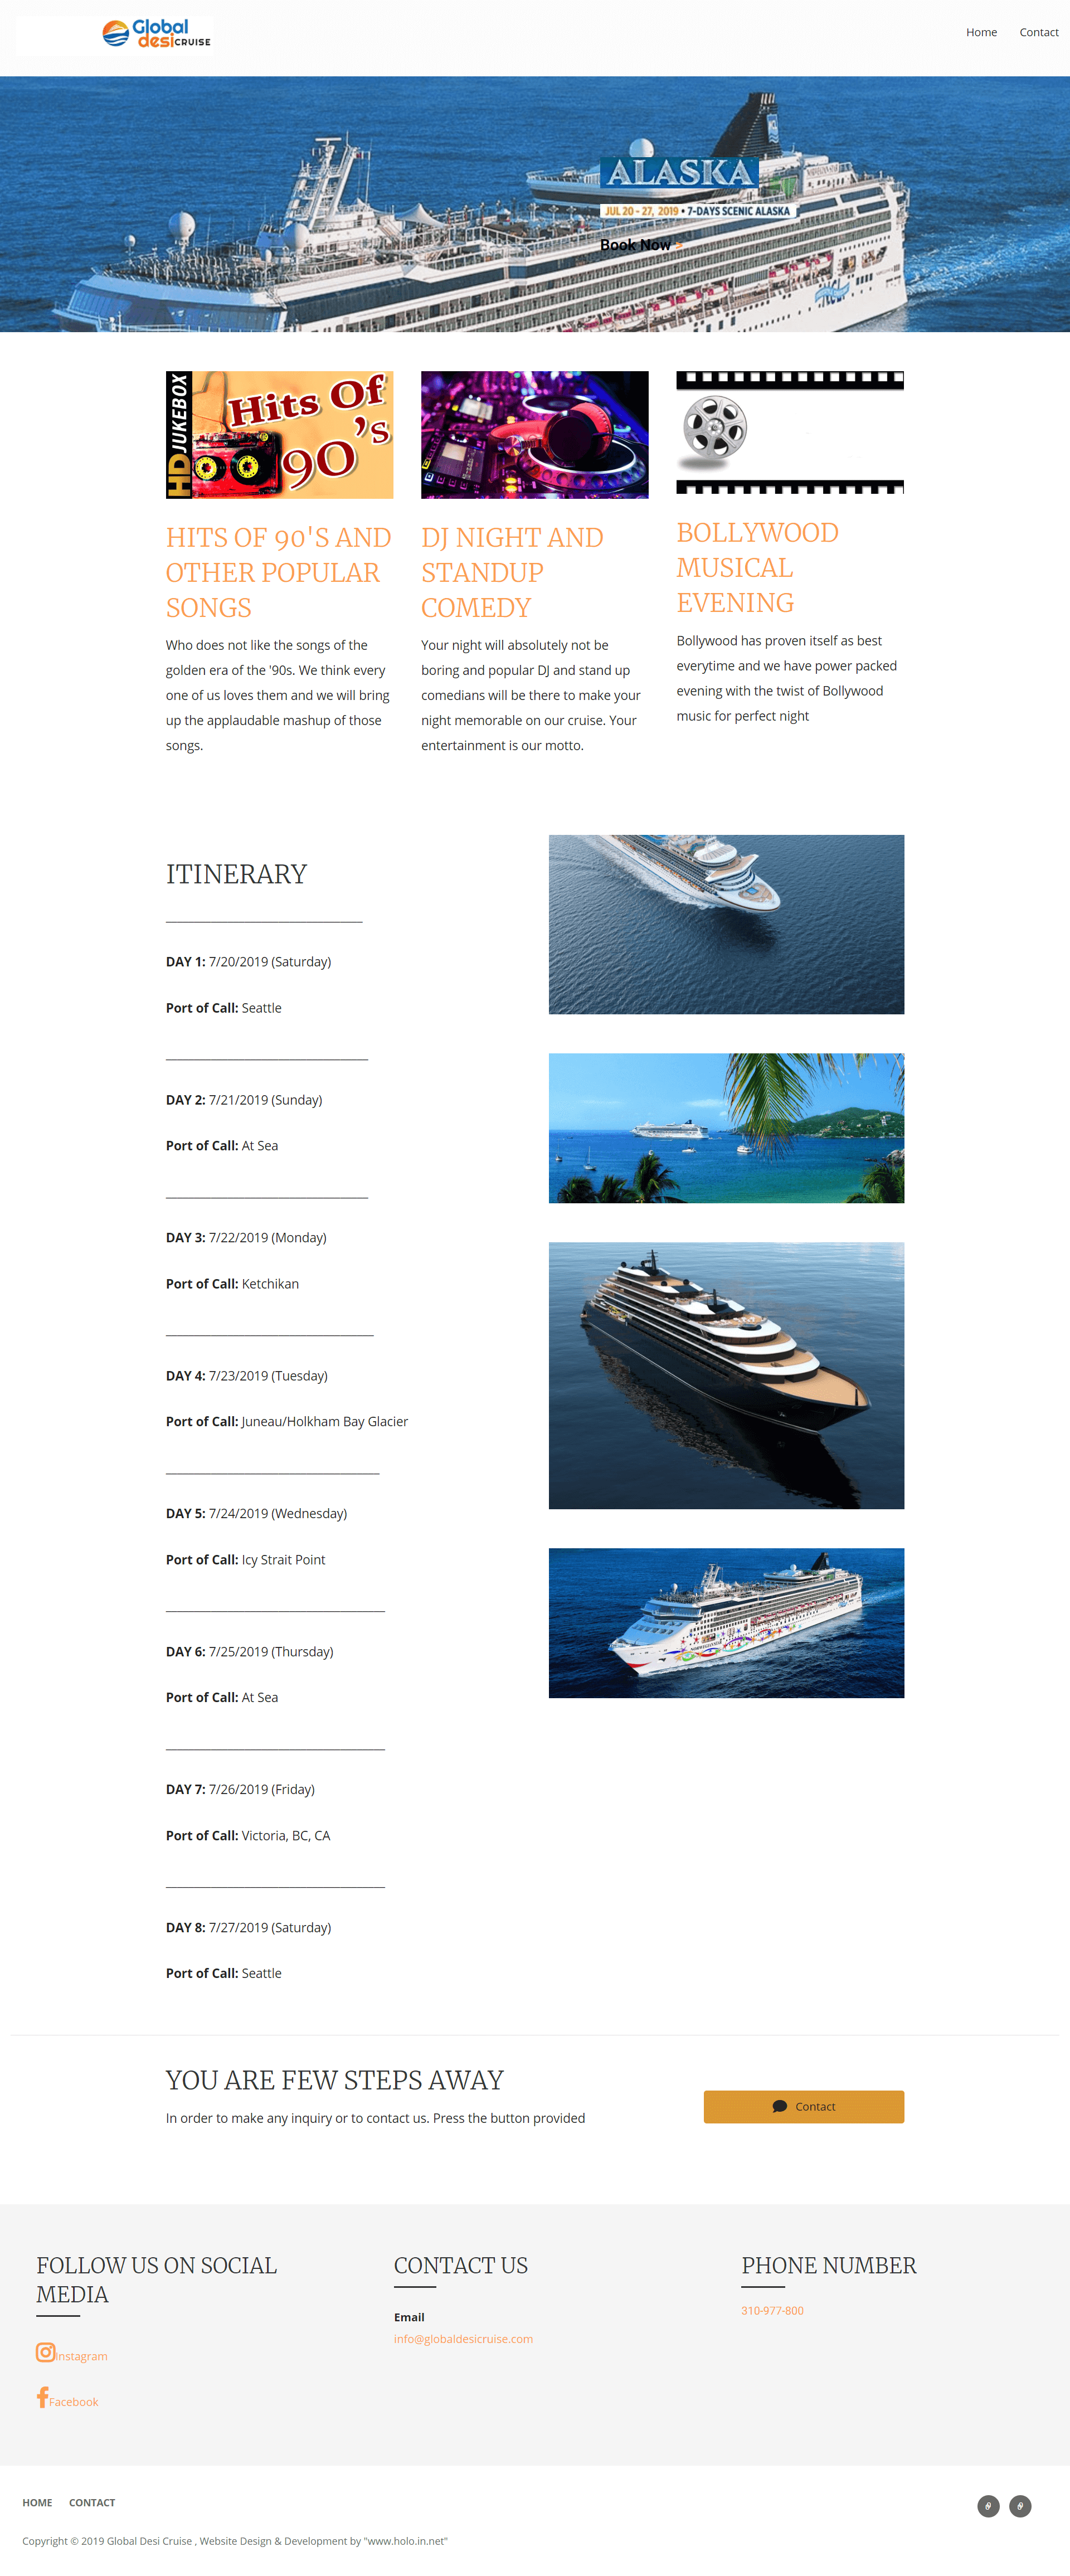 Global
desi CRUISE
Home Contact
ALASKA
JUL 20 - 27, 2019 • 7-DAYS SCENIC ALASKA
Book Now >
HD JUKEBOX
Hits Of
90's
HITS OF 90'S AND
OTHER POPULAR
SONGS
Who does not like the songs of the
golden era of the '90s. We think every
one of us loves them and we will bring
up the applaudable mashup of those
songs.
DJ NIGHT AND
STANDUP
COMEDY
Your night will absolutely not be
boring and popular DJ and stand up
comedians will be there to make your
night memorable on our cruise. Your
entertainment is our motto.
BOLLYWOOD
MUSICAL
EVENING
Bollywood has proven itself as best
everytime and we have power packed
evening with the twist of Bollywood
music for perfect night
ITINERARY
DAY 1: 7/20/2019 (Saturday)
Port of Call: Seattle
DAY 2: 7/21/2019 (Sunday)
Port of Call: At Sea
DAY 3: 7/22/2019 (Monday)
Port of Call: Ketchikan
DAY 4: 7/23/2019 (Tuesday)
Port of Call: Juneau/Holkham Bay Glacier
DAY 5: 7/24/2019 (Wednesday)
Port of Call: Icy Strait Point
DAY 6: 7/25/2019 (Thursday)
Port of Call: At Sea
DAY 7: 7/26/2019 (Friday)
Port of Call: Victoria, BC, CA
DAY 8: 7/27/2019 (Saturday)
Port of Call: Seattle
YOU ARE FEW STEPS AWAY
In order to make any inquiry or to contact us. Press the button provided
Contact
FOLLOW US ON SOCIAL
MEDIA
Instagram
Facebook
CONTACT US
Email
info@globaldesicruise.com
PHONE NUMBER
310-977-800
HOME CONTACT
Copyright © 2019 Global Desi Cruise , Website Design & Development by "www.holo.in.net"